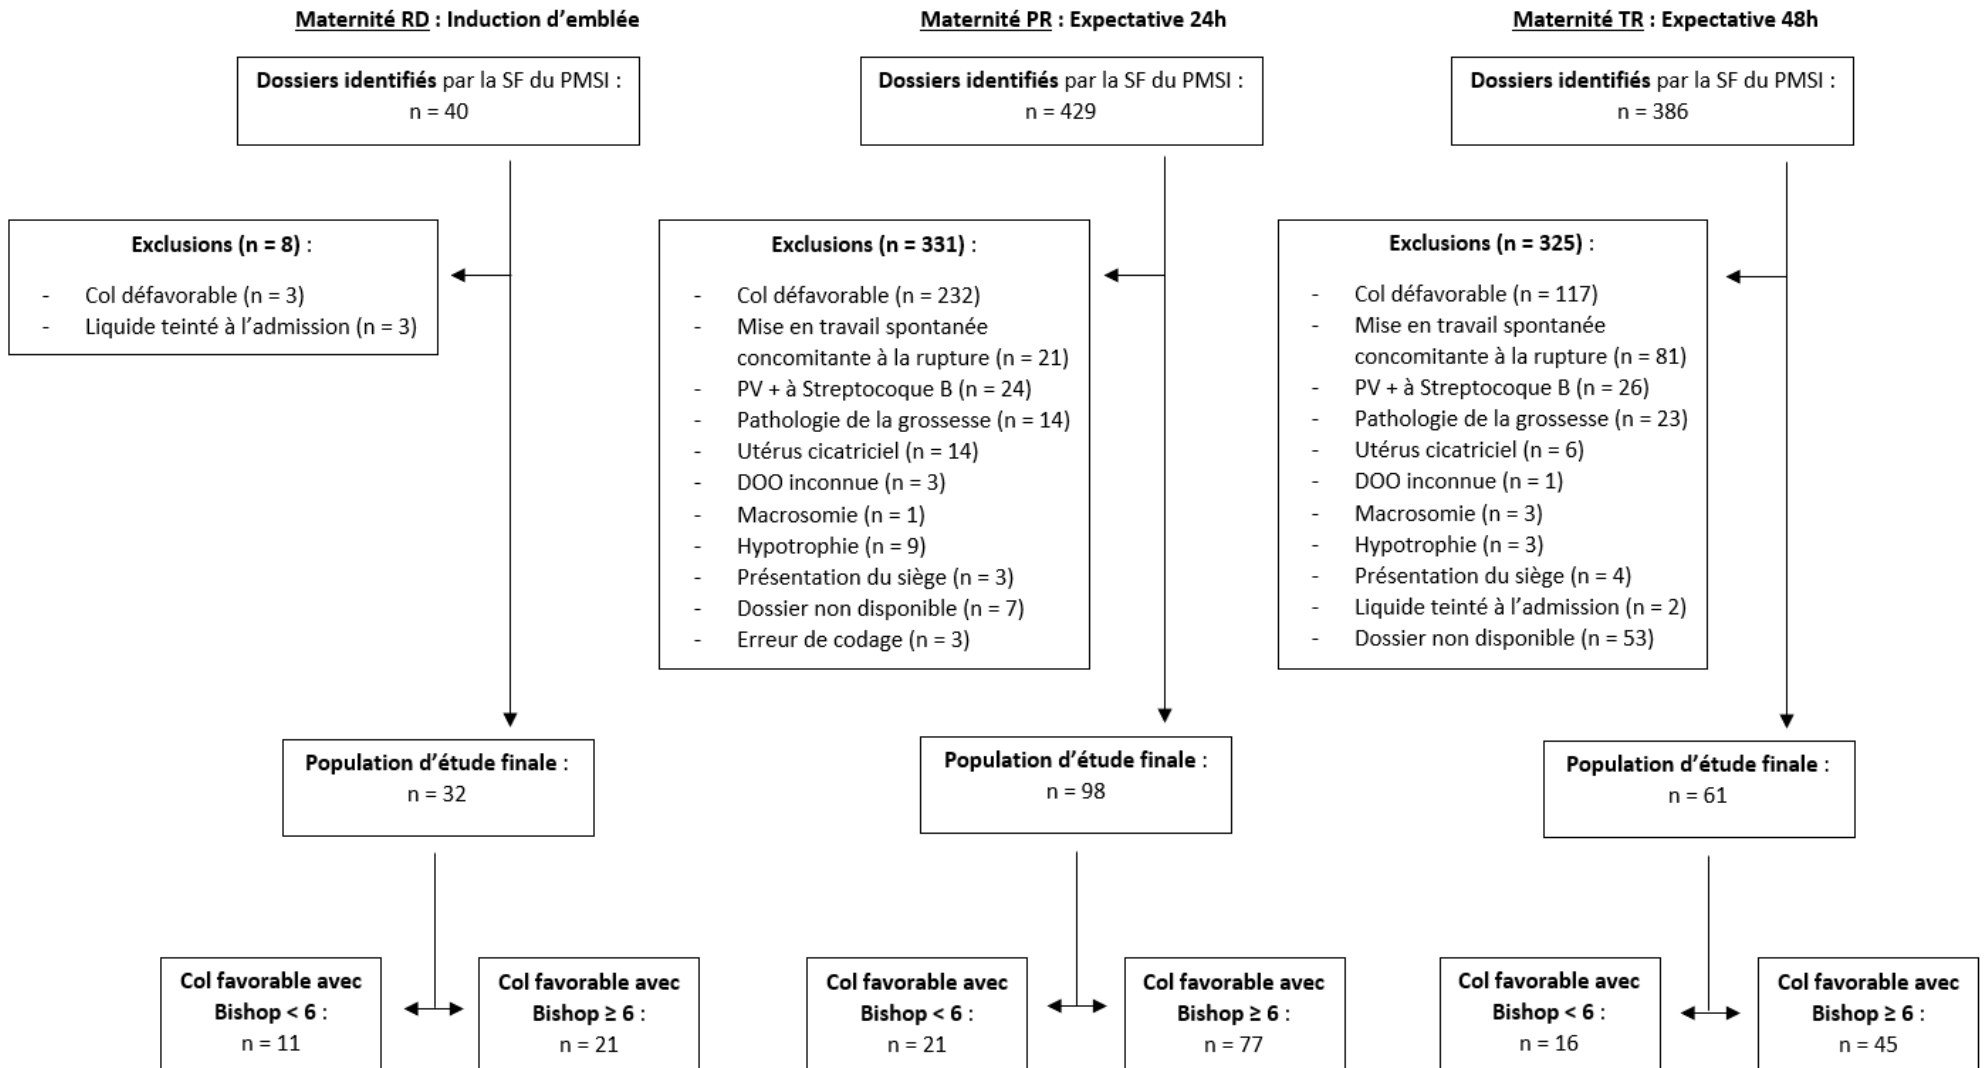 Maternité RD : Induction d'emblée
Dossiers identifiés par la SF du PMSI :
n = 40
Exclusions (n = 8) :
- Col défavorable (n = 3)
- Liquide teinté à l'admission (n = 3)
Population d'étude finale :
n = 32
Col favorable avec
Bishop < 6 :
n = 11
Col favorable avec
Bishop ≥ 6 :
n = 21
Maternité PR : Expectative 24h
Dossiers identifiés par la SF du PMSI :
n = 429
Exclusions (n = 331) :
- Col défavorable (n = 232)
- Mise en travail spontanée
concomitante à la rupture (n = 21)
- PV + à Streptocoque B (n = 24)
- Pathologie de la grossesse (n = 14)
- Utérus cicatriciel (n = 14)
- DOO inconnue (n = 3)
- Macrosomie (n = 1)
- Hypotrophie (n = 9)
- Présentation du siège (n = 3)
- Dossier non disponible (n = 7)
- Erreur de codage (n = 3)
Population d'étude finale :
n = 98
Col favorable avec
Bishop < 6 :
n = 21
Col favorable avec
Bishop ≥ 6 :
n = 77
Maternité TR : Expectative 48h
Dossiers identifiés par la SF du PMSI :
n = 386
Exclusions (n = 325) :
- Col défavorable (n = 117)
- Mise en travail spontanée
concomitante à la rupture (n = 81)
- PV + à Streptocoque B (n = 26)
- Pathologie de la grossesse (n = 23)
- Utérus cicatriciel (n = 6)
- DOO inconnue (n = 1)
- Macrosomie (n = 3)
- Hypotrophie (n = 3)
- Présentation du siège (n = 4)
- Liquide teinté à l'admission (n = 2)
- Dossier non disponible (n = 53)
Population d'étude finale :
n = 61
Col favorable avec
Bishop < 6 :
n = 16
Col favorable avec
Bishop ≥ 6 :
n = 45